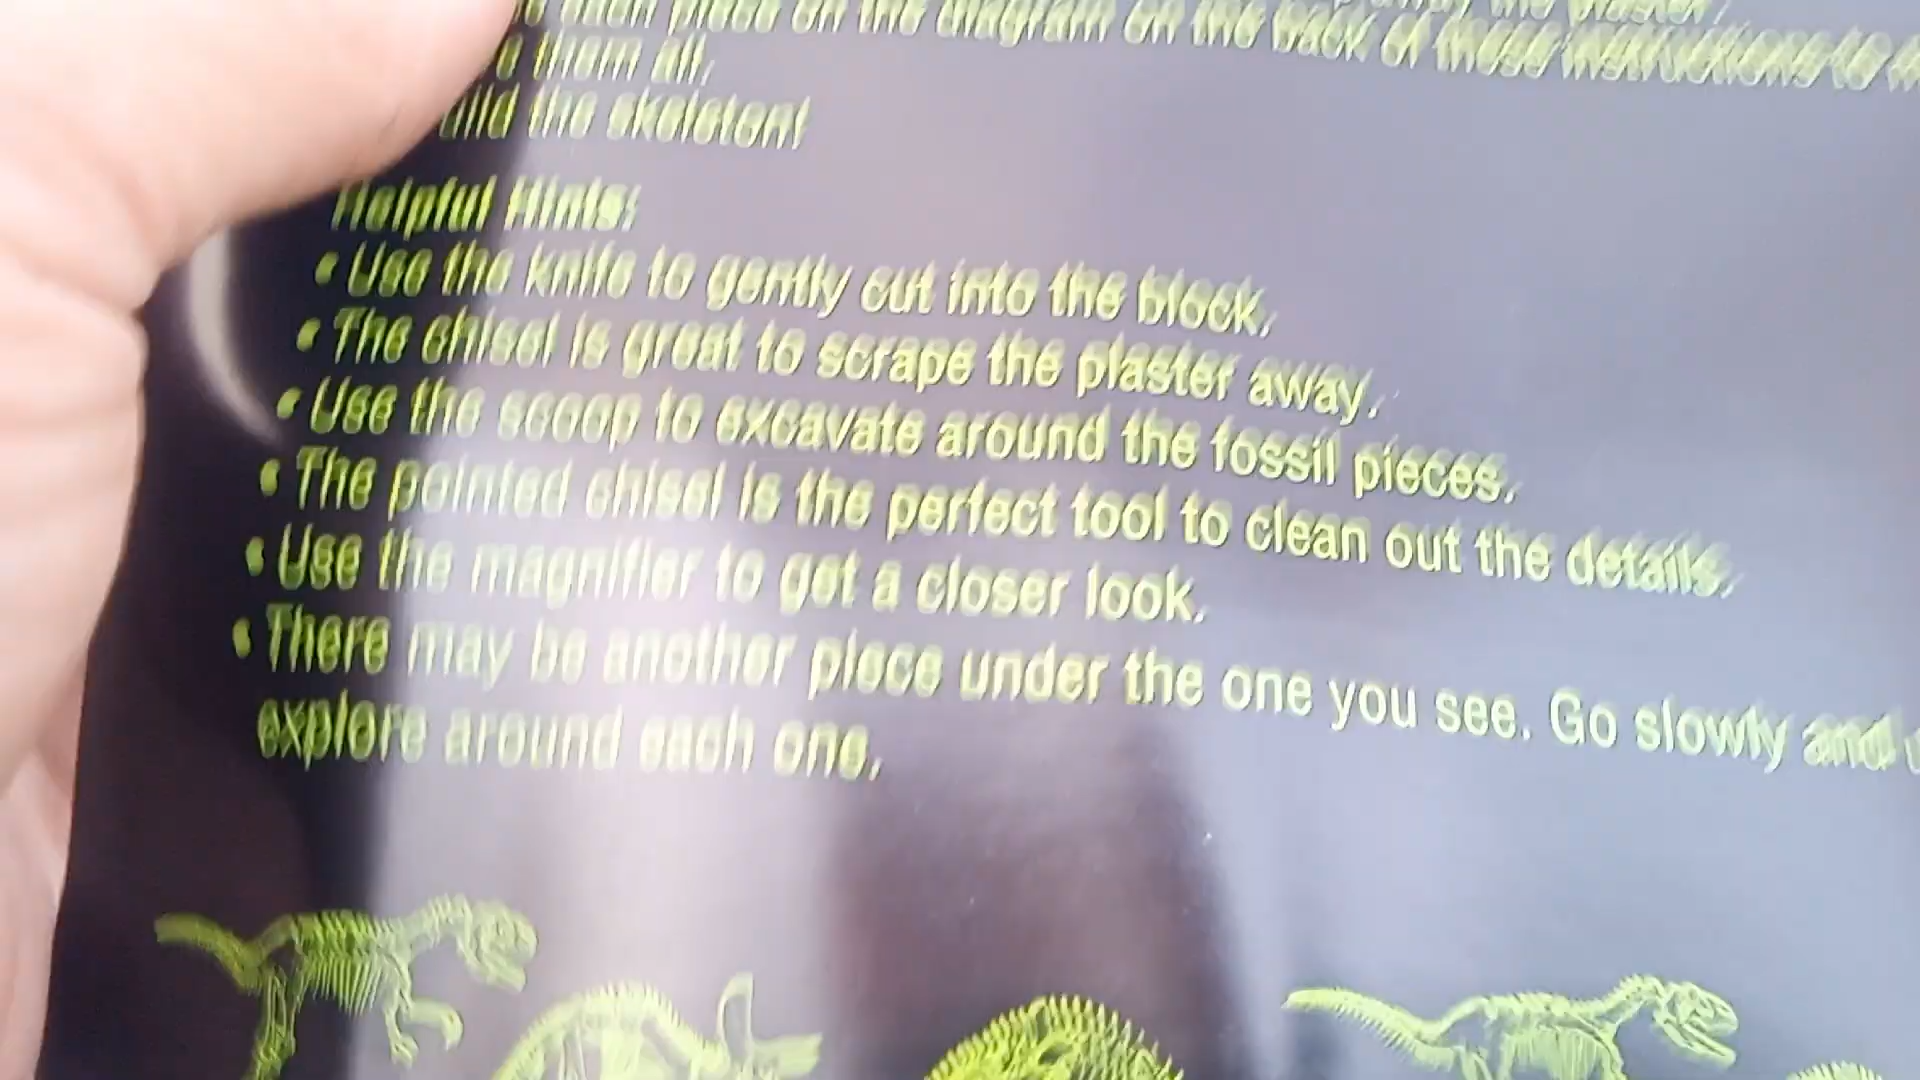 each piece on the diagram on the back of these instructions to
them all.
the skeleton!
Helpful Hints:
• Use the knife to gently cut into the block.
• The chisel is great to scrape the plaster away.
• Use the scoop to excavate around the fossil pieces.
• The pointed chisel is the perfect tool to clean out the details.
• Use the magnifier to get a closer look.
• There may be another piece under the one you see. Go slowly and
explore around each one.